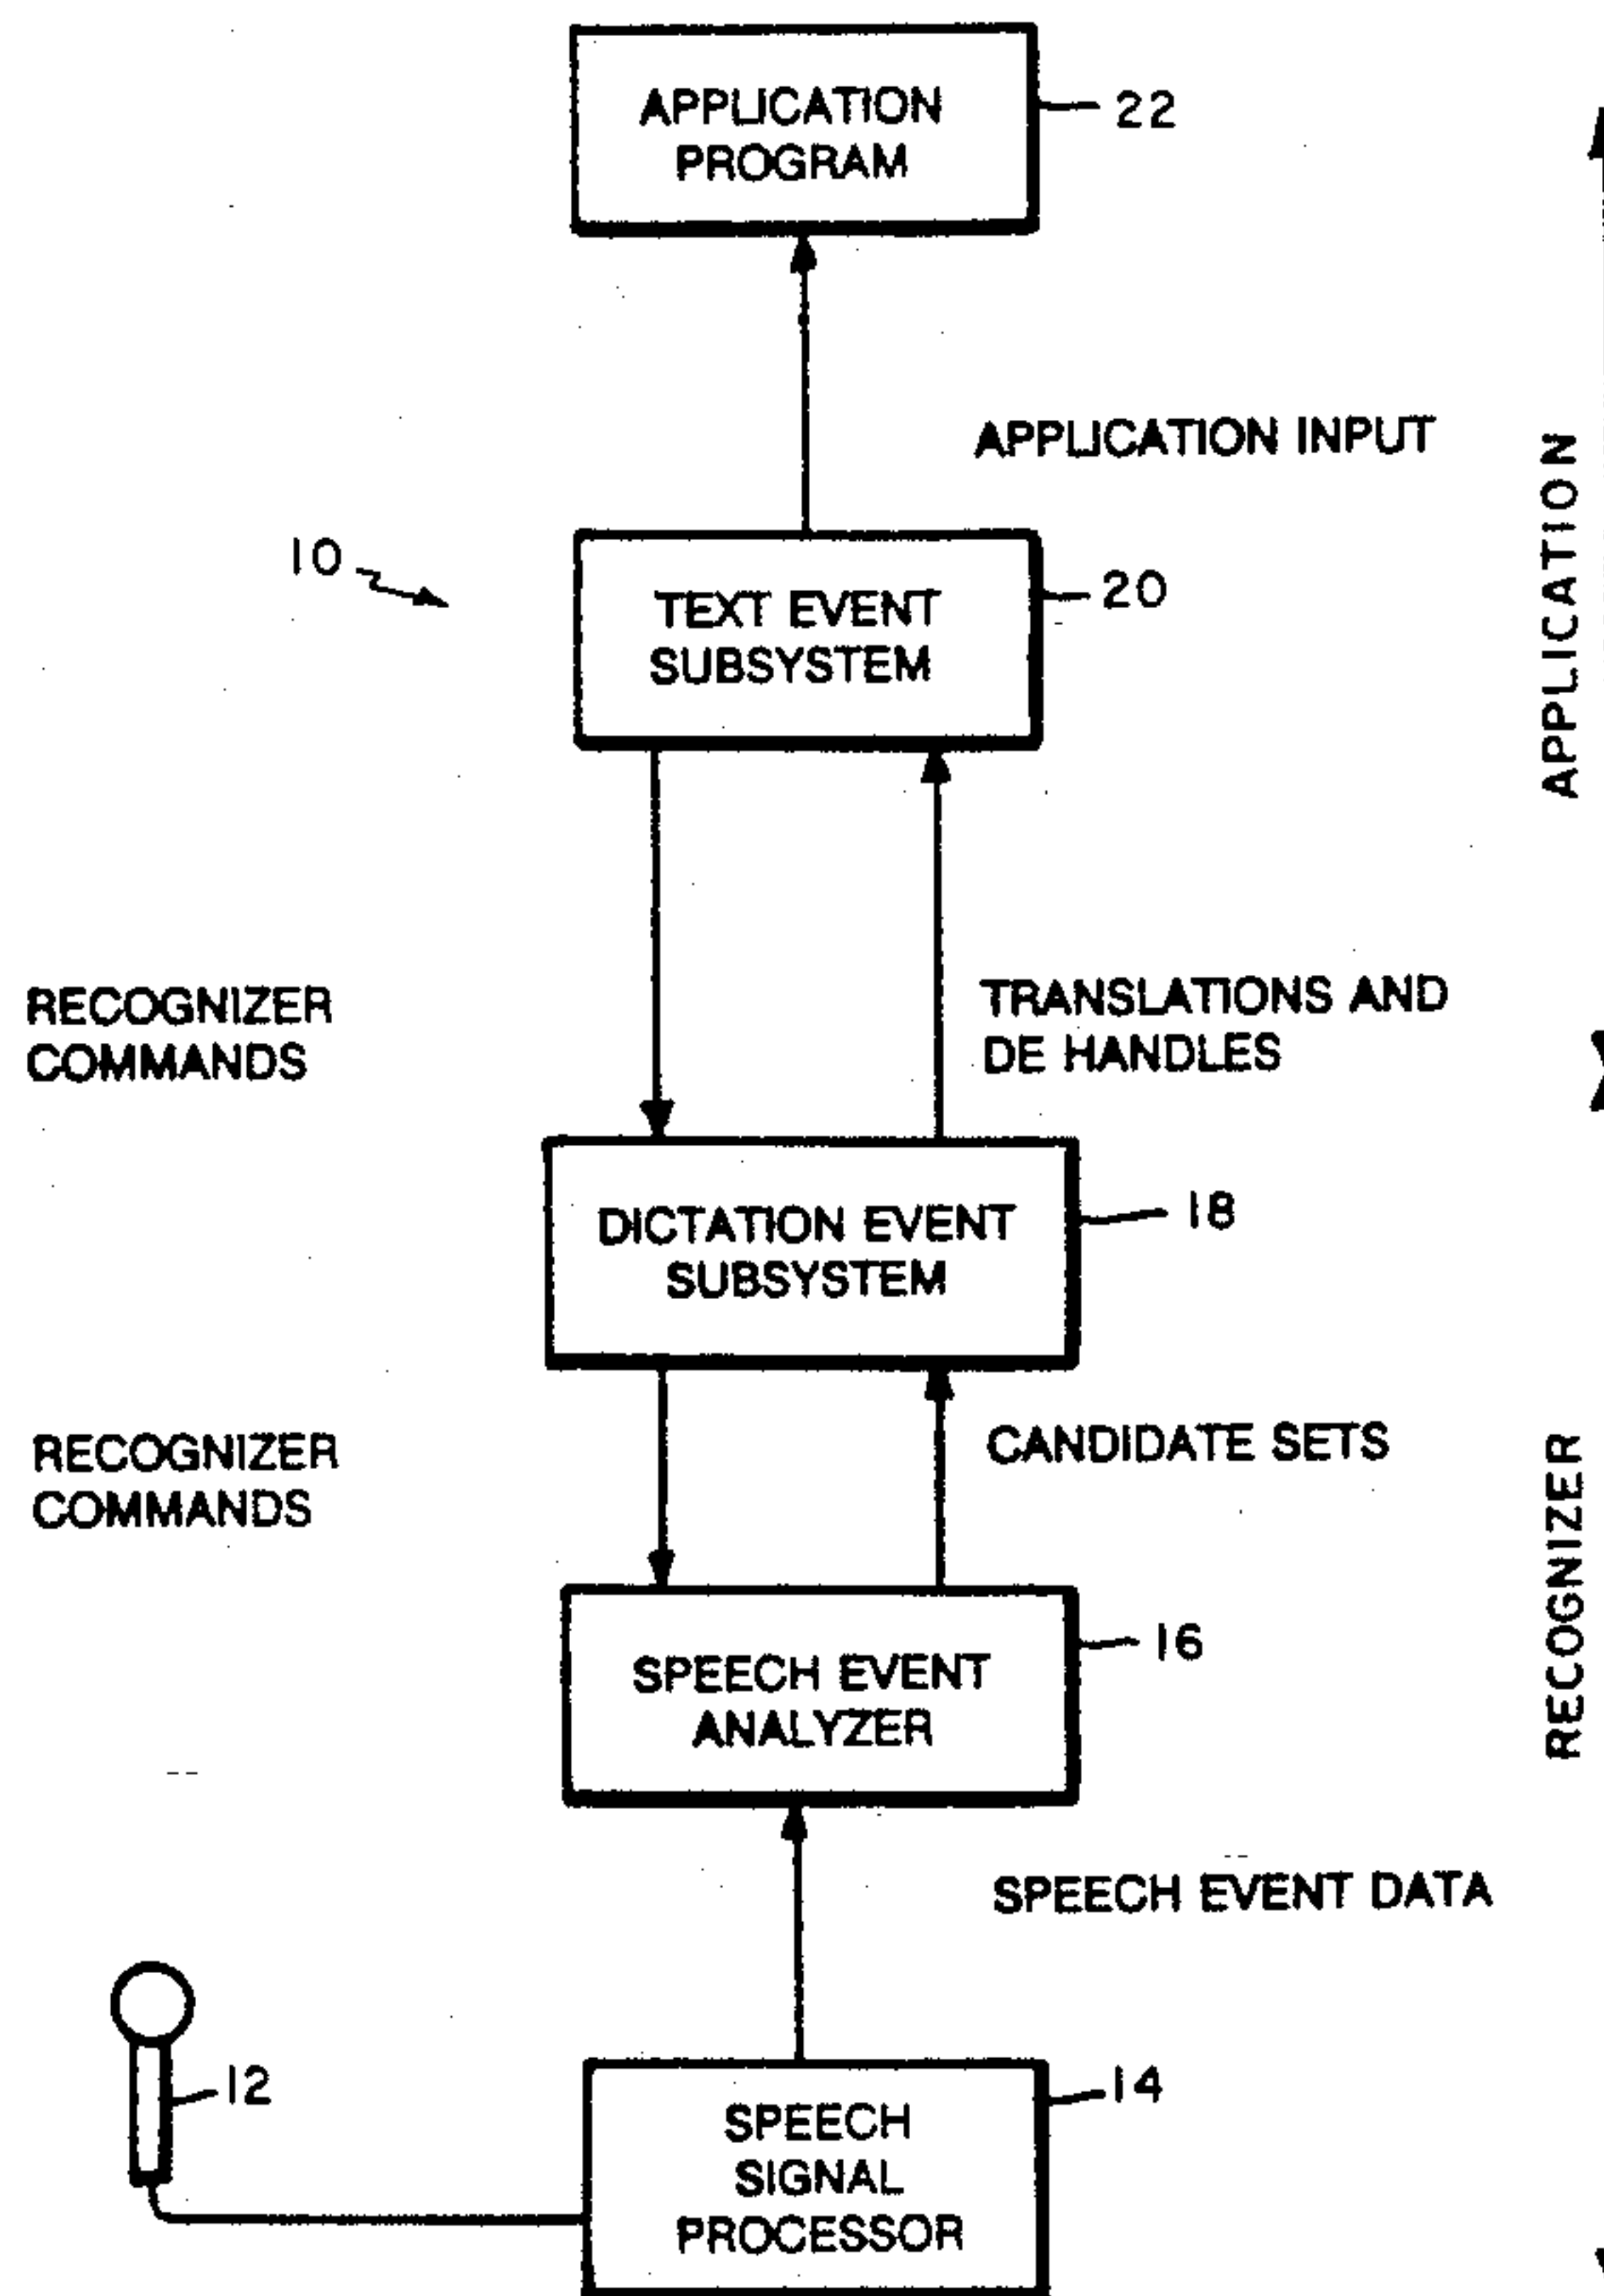 APPLICATION
PROGRAM
22
APPLICATION INPUT
APPLICATION
10
TEXT EVENT
SUBSYSTEM
20
RECOGNIZER
COMMANDS
TRANSLATIONS AND
DE HANDLES
DICTATION EVENT
SUBSYSTEM
18
RECOGNIZER
COMMANDS
CANDIDATE SETS
RECOGNIZER
SPEECH EVENT
ANALYZER
16
SPEECH EVENT DATA
12
SPEECH
SIGNAL
PROCESSOR
14